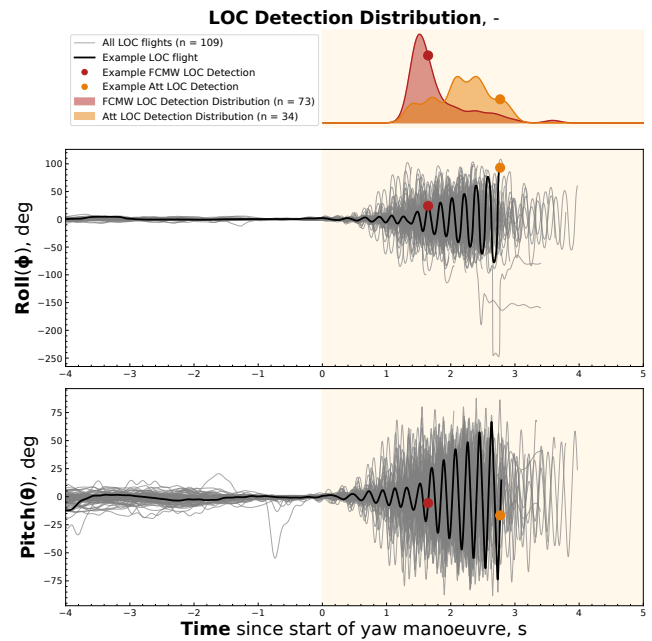 LOC Detection Distribution, -
All LOC flights (n = 109)
Example LOC flight
Example FCMW LOC Detection
Example Att LOC Detection
FCMW LOC Detection Distribution (n = 73)
Att LOC Detection Distribution (n = 34)
Roll(ϕ), deg
100
50
0
−50
−100
−150
−200
−250
−4 −3 −2 −1 0 1 2 3 4 5
Pitch(θ), deg
75
50
25
0
−25
−50
−75
−4 −3 −2 −1 0 1 2 3 4 5
Time since start of yaw manoeuvre, s